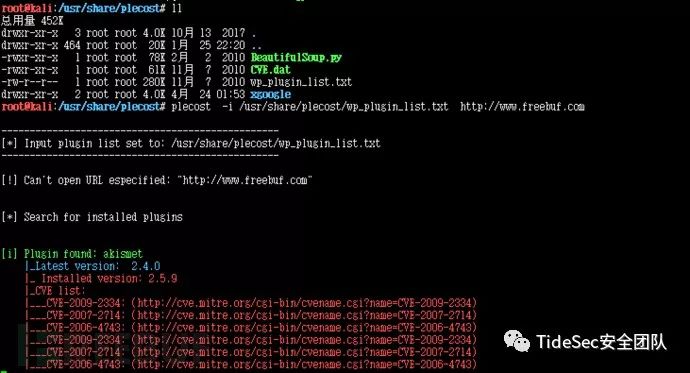 root@kali:/usr/share/plecost# ll
总用量 452K
drwxr-xr-x 3 root root 4.0K 10月 13 2017 .
drwxr-xr-x 464 root root 20K 1月 25 22:20 ..
-rwxr-xr-x 1 root root 78K 2月 2 2010 BeautifulSoup.py
-rwxr-xr-x 1 root root 61K 11月 ? 2010 CVE.dat
-rw-r--r-- 1 root root 280K 11月 ? 2010 wp_plugin_list.txt
drwxr-xr-x 2 root root 4.0K 4月 24 01:53 xgoogle
root@kali:/usr/share/plecost# plecost -i /usr/share/plecost/wp_plugin_list.txt http://www.freebuf.com
-------------------------------------------------
[*] Input plugin list set to: /usr/share/plecost/wp_plugin_list.txt
-------------------------------------------------
[!] Can't open URL especified: "http://www.freebuf.com"
[*] Search for installed plugins
[i] Plugin found: akismet
|_Latest version: 2.4.0
|_ Installed version: 2.5.9
|_CVE list:
|___CVE-2009-2334: (http://cve.mitre.org/cgi-bin/cvename.cgi?name=CVE-2009-2334)
|___CVE-2007-2714: (http://cve.mitre.org/cgi-bin/cvename.cgi?name=CVE-2007-2714)
|___CVE-2006-4743: (http://cve.mitre.org/cgi-bin/cvename.cgi?name=CVE-2006-4743)
|___CVE-2009-2334: (http://cve.mitre.org/cgi-bin/cvename.cgi?name=CVE-2009-2334)
|___CVE-2007-2714: (http://cve.mitre.org/cgi-bin/cvename.cgi?name=CVE-2007-2714)
|___CVE-2006-4743: (http://cve.mitre.org/cgi-bin/cvename.cgi?name=CVE-2006-4743)
TideSec安全团队